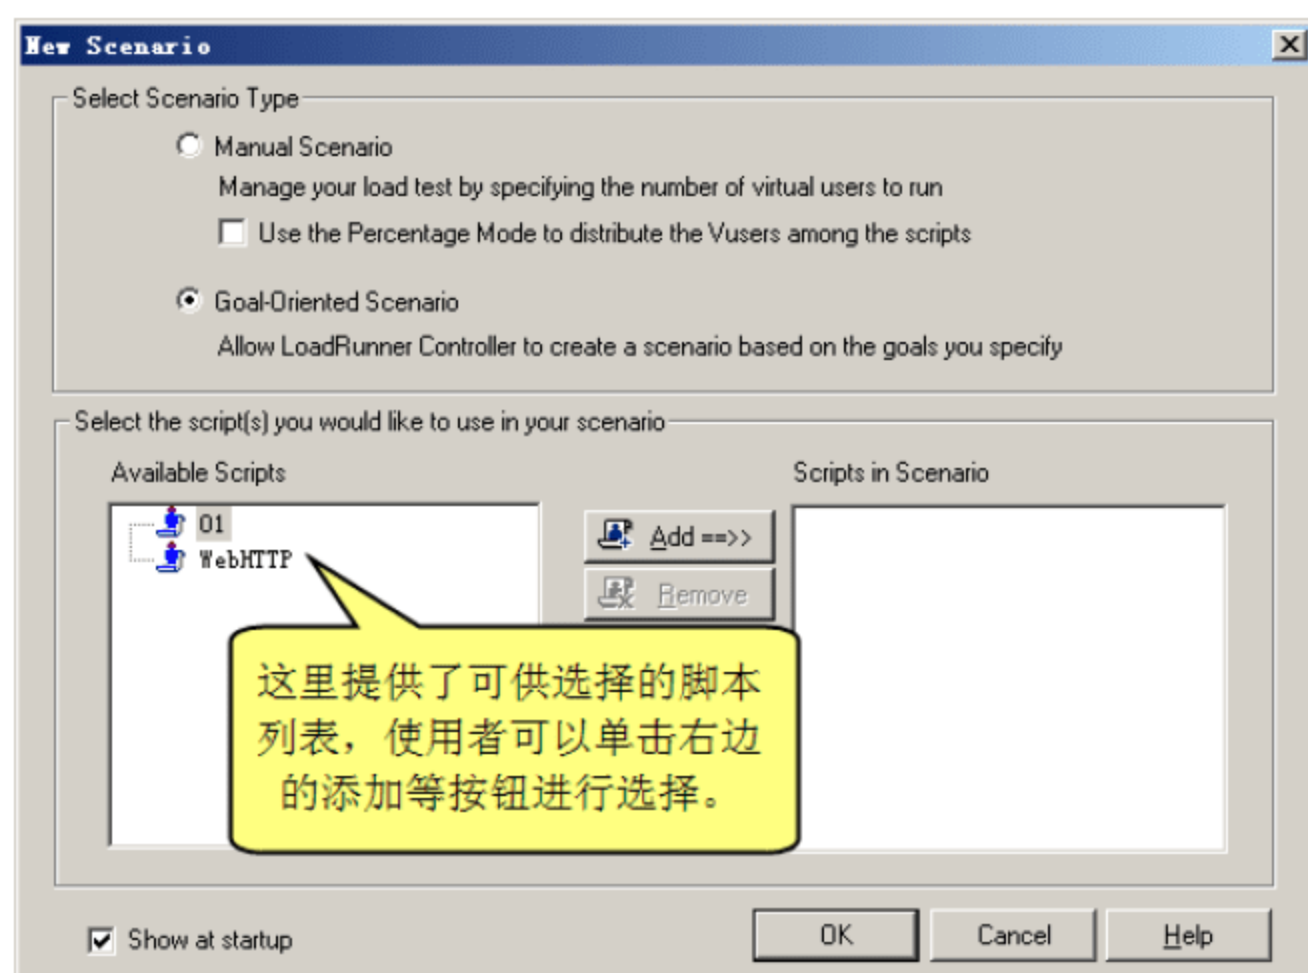 New Scenario
Select Scenario Type
Manual Scenario
Manage your load test by specifying the number of virtual users to run
Use the Percentage Mode to distribute the Vusers among the scripts
Goal-Oriented Scenario
Allow LoadRunner Controller to create a scenario based on the goals you specify
Select the script(s) you would like to use in your scenario
Available Scripts
Scripts in Scenario
01
WebHTTP
Add ==>>
Remove
这里提供了可供选择的脚本
列表，使用者可以单击右边
的添加等按钮进行选择。
Show at startup
OK
Cancel
Help